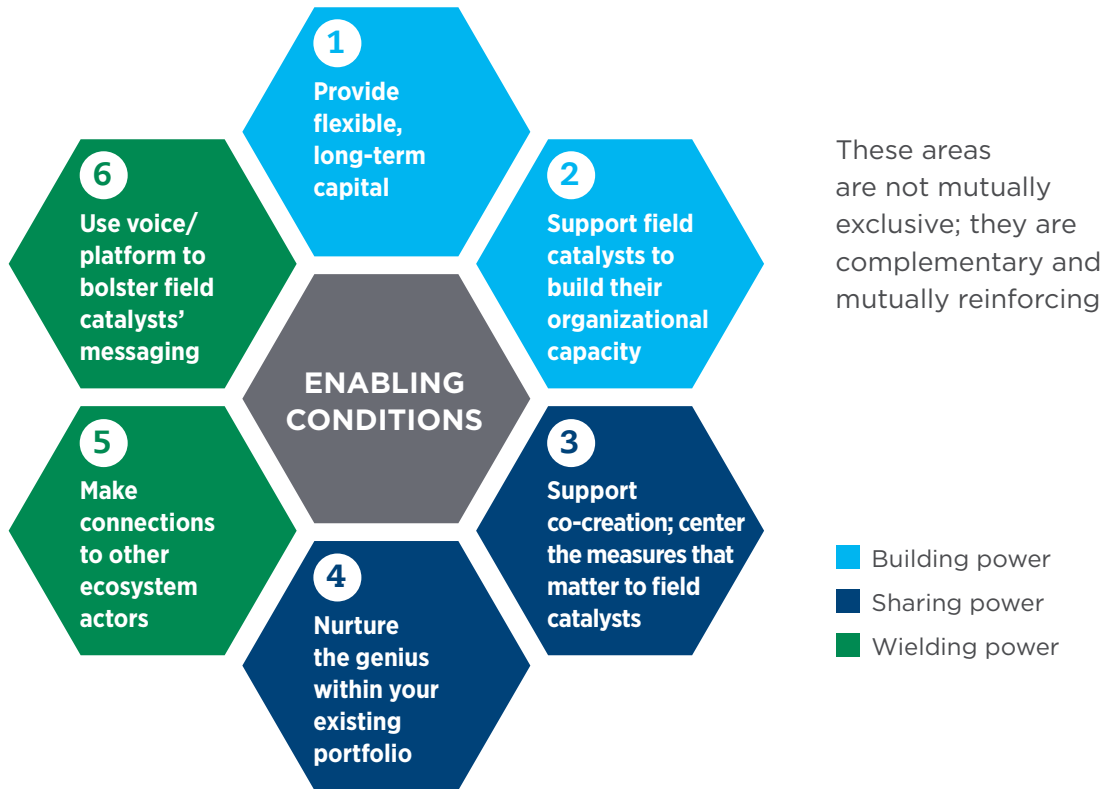 1
Provide
flexible,
long-term
capital
2
Support field
catalysts to
build their
organizational
capacity
3
Support
co-creation; center
the measures that
matter to field
catalysts
4
Nurture
the genius
within your
existing
portfolio
5
Make
connections
to other
ecosystem
actors
6
Use voice/
platform to
bolster field
catalysts’
messaging
ENABLING
CONDITIONS
These areas
are not mutually
exclusive; they are
complementary and
mutually reinforcing
Building power
Sharing power
Wielding power